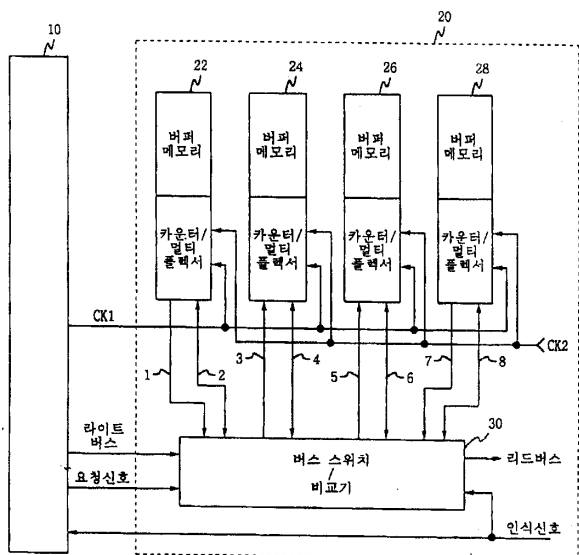 10
20
22
24
26
28
버퍼
메모리
버퍼
메모리
버퍼
메모리
버퍼
메모리
카운터/
멀티
플렉서
카운터/
멀티
플렉서
카운터/
멀티
플렉서
카운터/
멀티
플렉서
CK1
CK2
1
2
3
4
5
6
7
8
30
라이트
버스
버스 스위치
/
비교기
리드버스
요청신호
인식신호